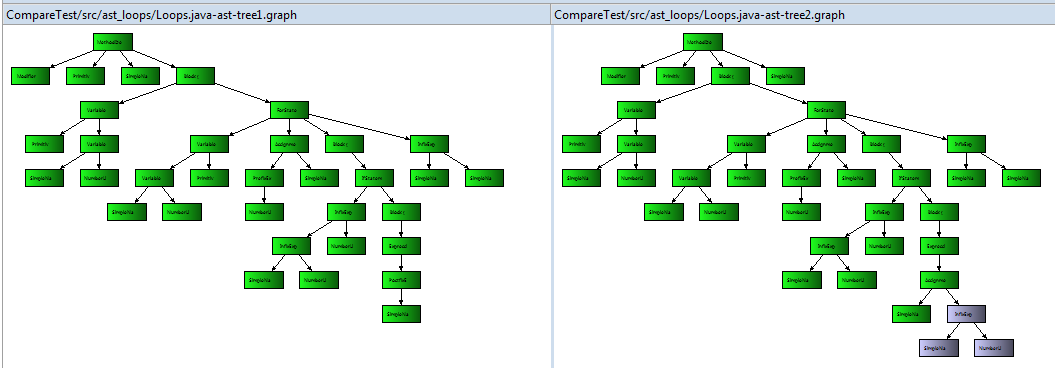 CompareTest/src/ast_loops/Loops.java-ast-tree1.graph
MethodDe
Modifier Primitiv SimpleNa Block:
Variable ForState
Primitiv Variable Variable Assignme Block: InfixExp
SimpleNa NumberLi Variable Primitiv PrefixEx SimpleNa IfStatem SimpleNa SimpleNa
SimpleNa NumberLi NumberLi InfixExp Block:
InfixExp NumberLi Expressi
SimpleNa NumberLi PostfixE
SimpleNa
CompareTest/src/ast_loops/Loops.java-ast-tree2.graph
MethodDe
Modifier Primitiv Block: SimpleNa
Variable ForState
Primitiv Variable Variable Assignme Block: InfixExp
SimpleNa NumberLi Variable Primitiv PrefixEx SimpleNa IfStatem SimpleNa SimpleNa
SimpleNa NumberLi NumberLi InfixExp Block:
InfixExp NumberLi Expressi
SimpleNa NumberLi Assignme
SimpleNa InfixExp
SimpleNa NumberLi